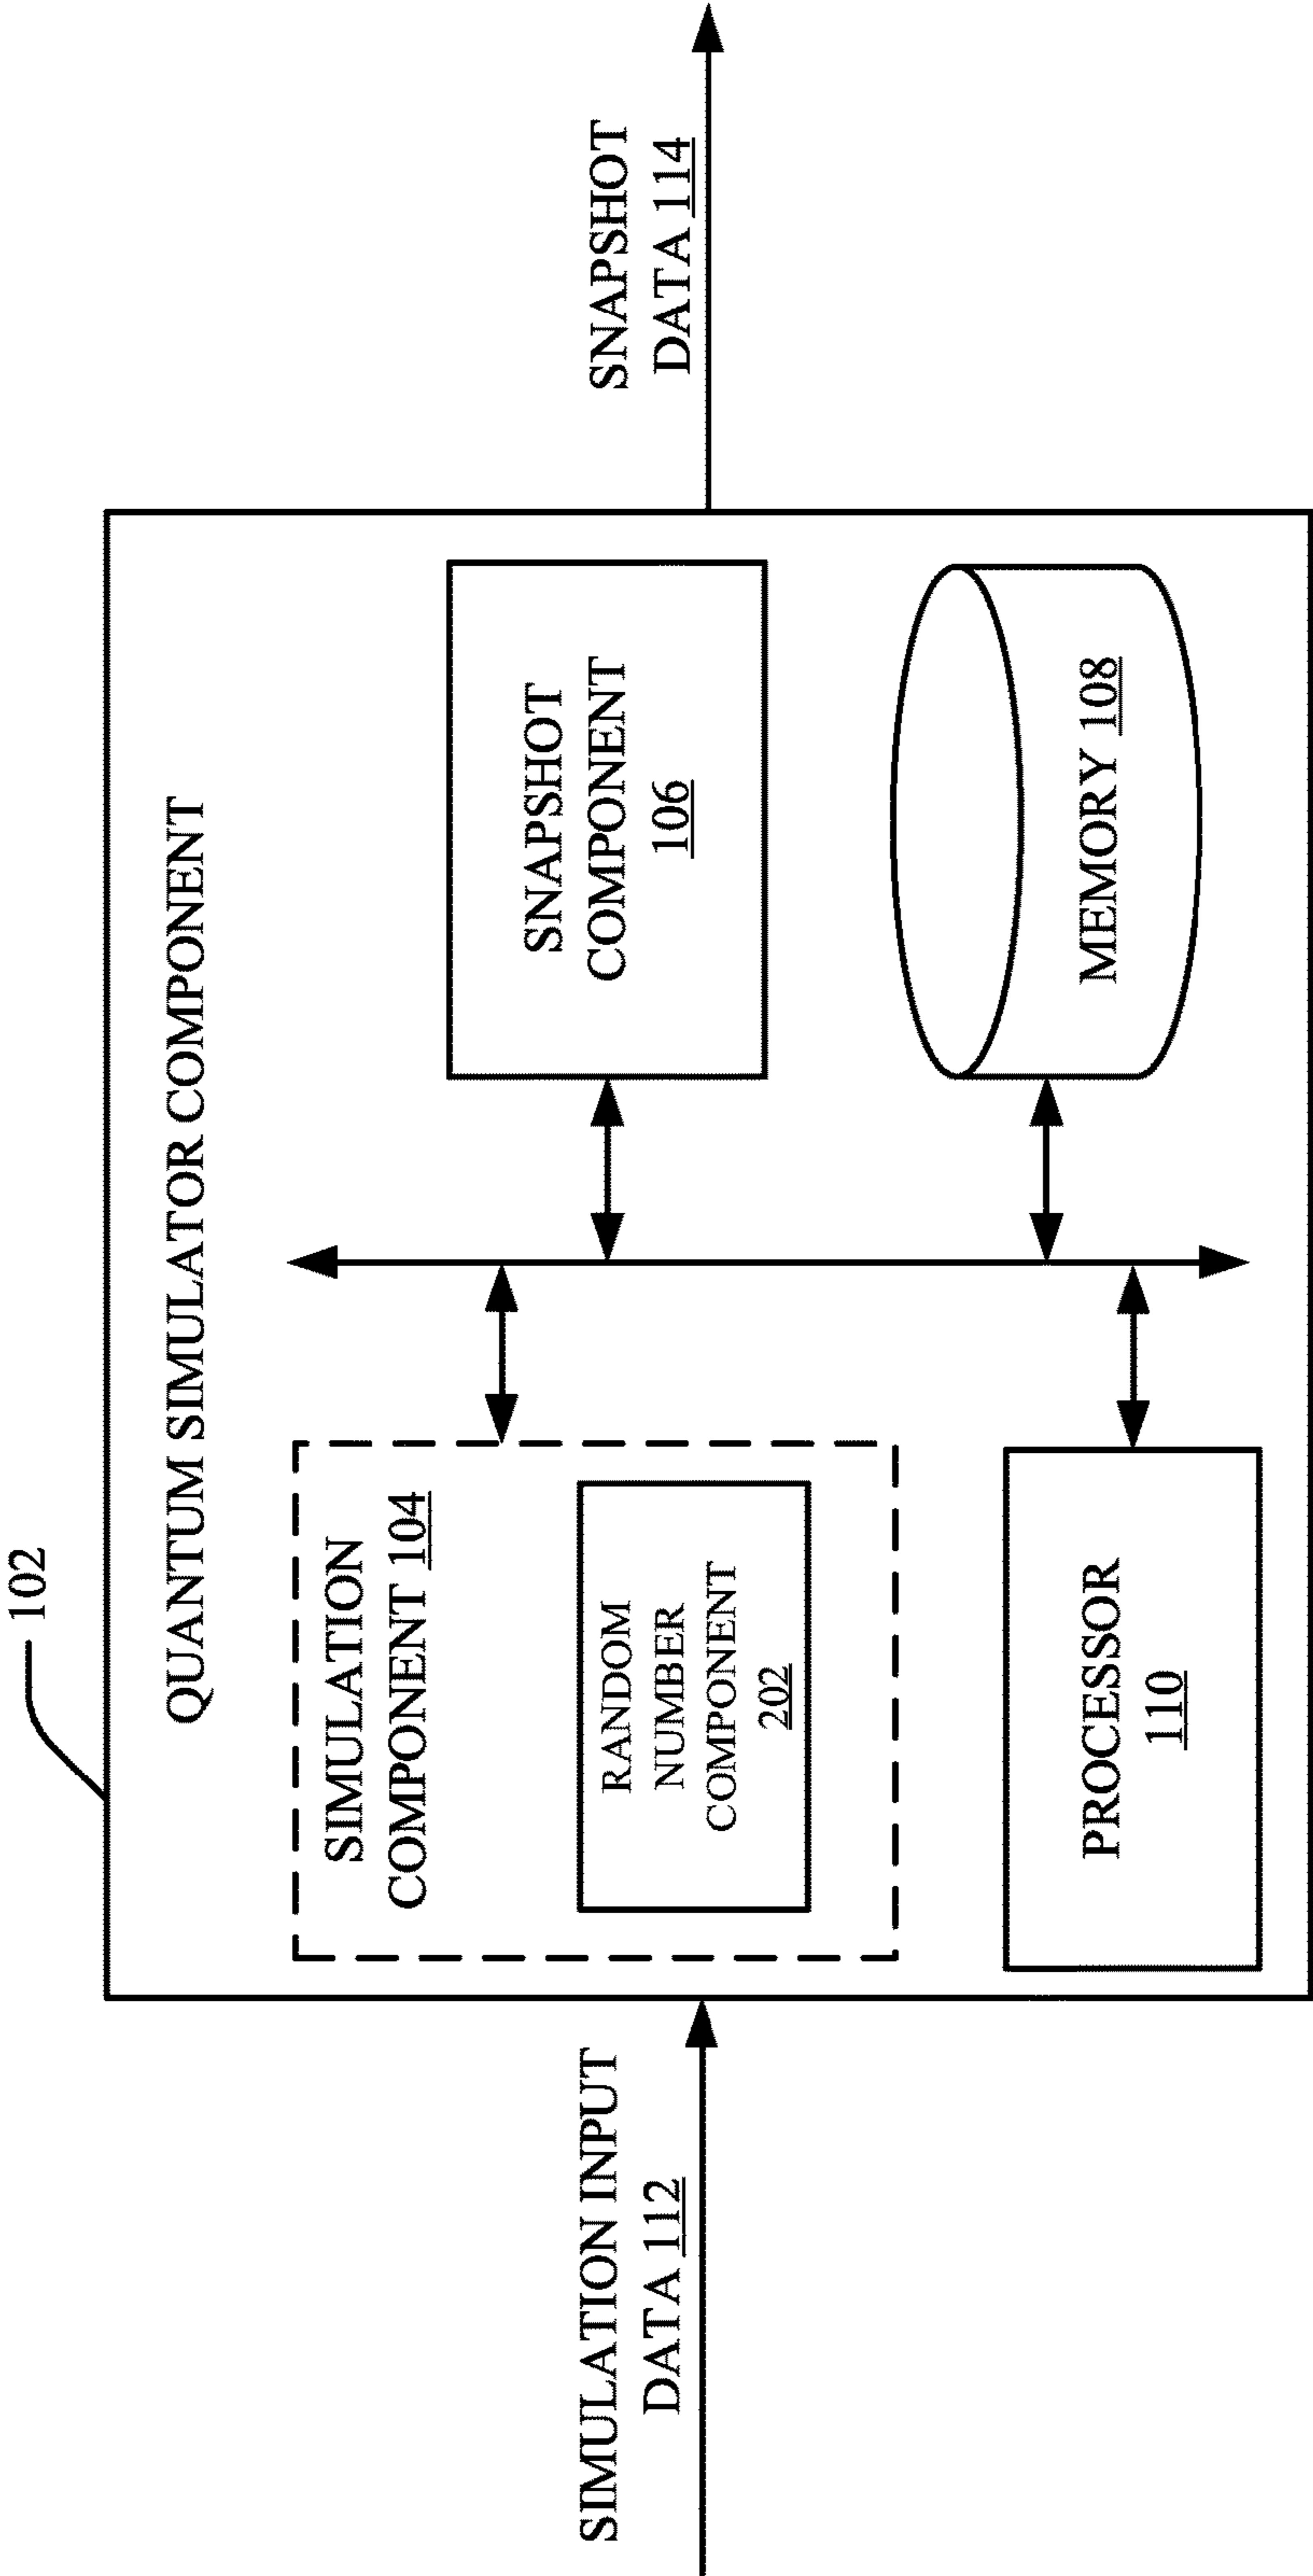 102
QUANTUM SIMULATOR COMPONENT
SIMULATION INPUT
DATA 112
SIMULATION
COMPONENT 104
RANDOM
NUMBER
COMPONENT
202
PROCESSOR
110
SNAPSHOT
COMPONENT
106
MEMORY 108
SNAPSHOT
DATA 114